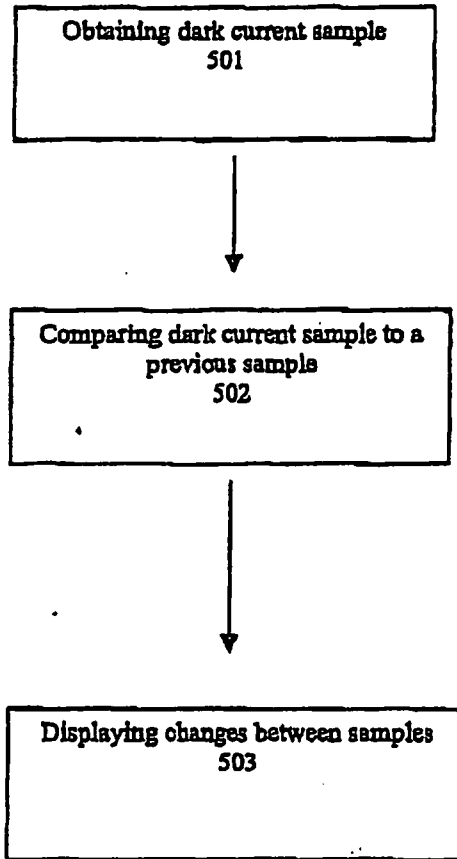 Obtaining dark current sample
501
Comparing dark current sample to a
previous sample
502
Displaying changes between samples
503